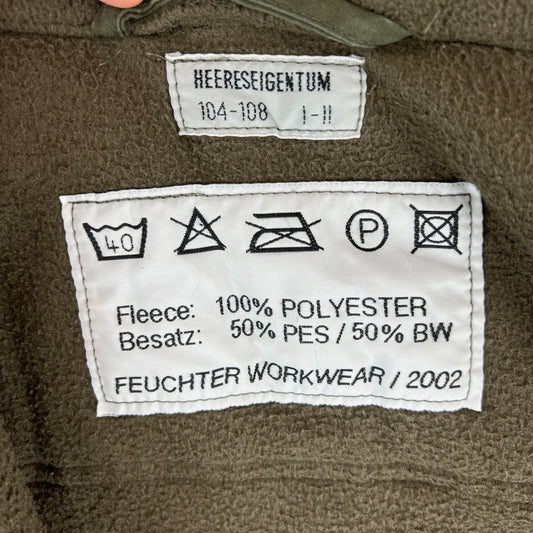 HEERESEIGENTUM
104-108 I-II
40 P
Fleece: 100% POLYESTER
Besatz: 50% PES / 50% BW
FEUCHTER WORKWEAR / 2002